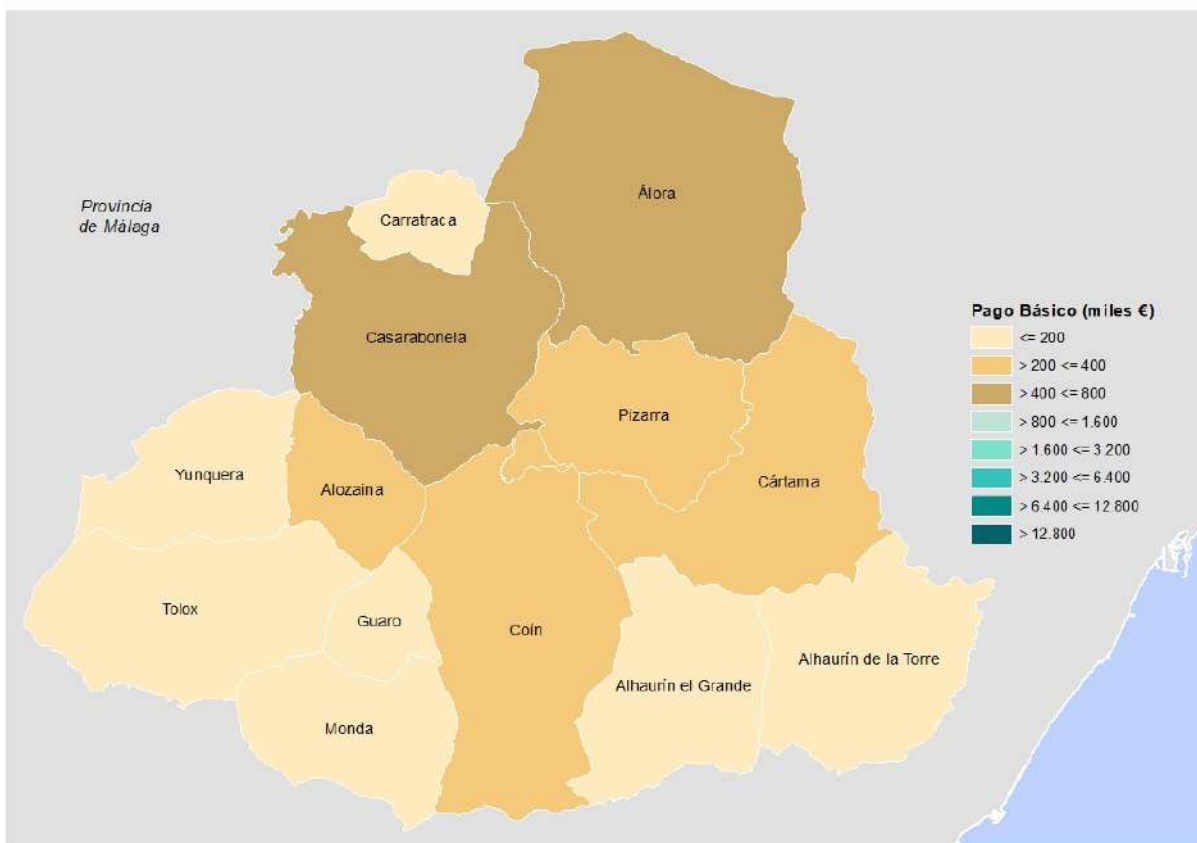 Provincia
de Málaga
Carratraca
Álora
Casarabonela
Pizarra
Yunquera
Alozaina
Cártama
Tolox
Guaro
Coín
Alhaurín de la Torre
Alhaurín el Grande
Monda
Pago Básico (miles €)
<= 200
> 200 <= 400
> 400 <= 800
> 800 <= 1.600
> 1.600 <= 3.200
> 3.200 <= 6.400
> 6.400 <= 12.800
> 12.800